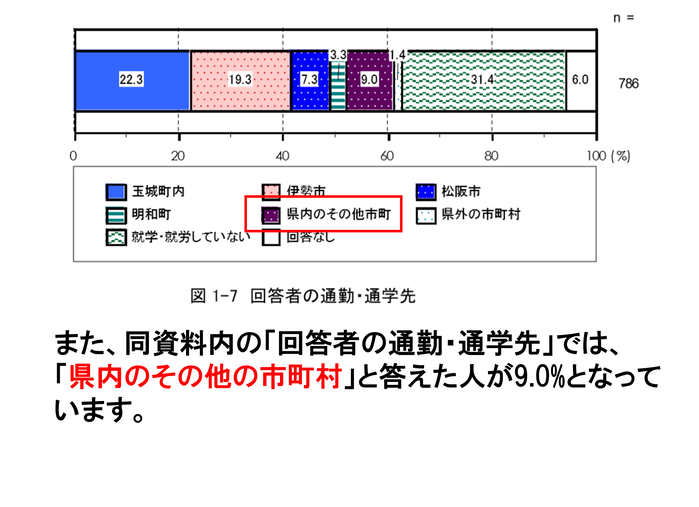 n =
22.3 19.3 7.3 3.3 9.0 1.4 31.4 6.0 786
0 20 40 60 80 100 (%)
玉城町内 伊勢市 松阪市
明和町 県内のその他市町 県外の市町村
就学・就労していない 回答なし
図 1-7 回答者の通勤・通学先
また、同資料内の「回答者の通勤・通学先」では、
「県内のその他の市町村」と答えた人が9.0%となって
います。